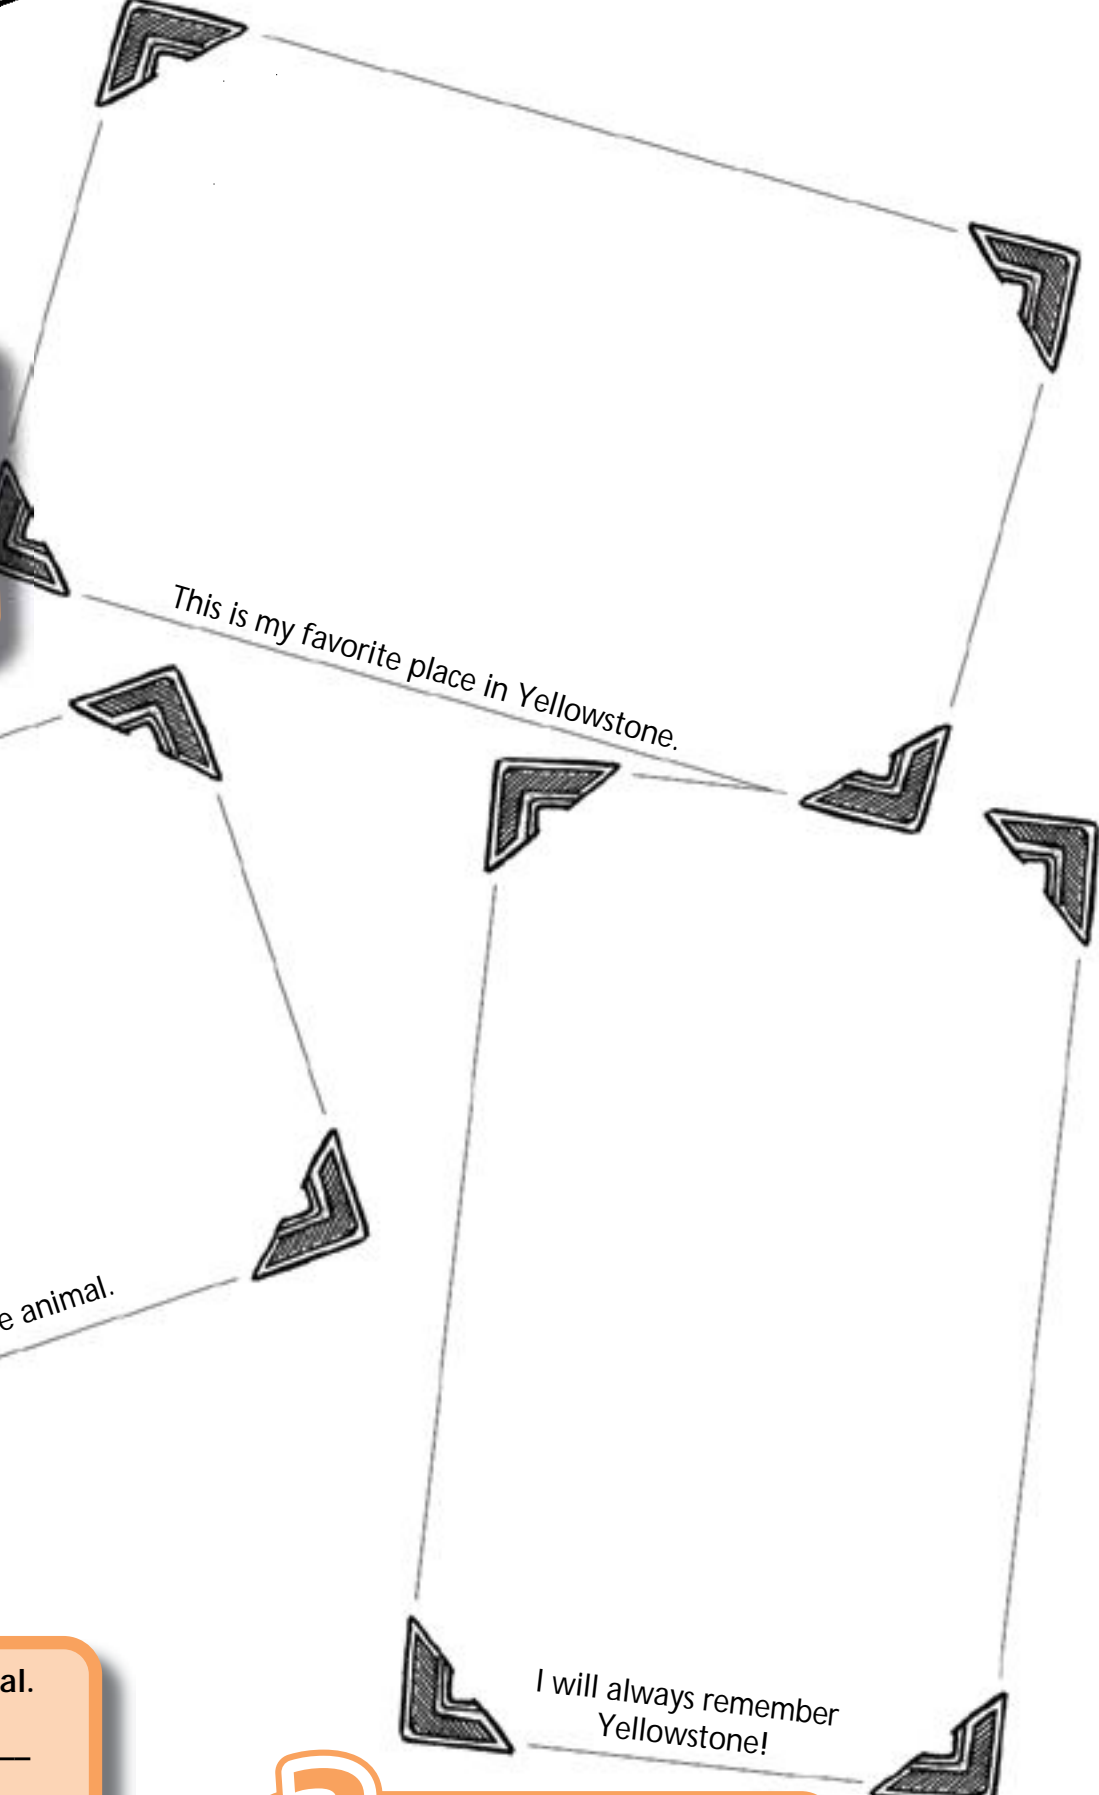 This is my favorite place in Yellowstone.
animal.
I will always remember
Yellowstone!
al.